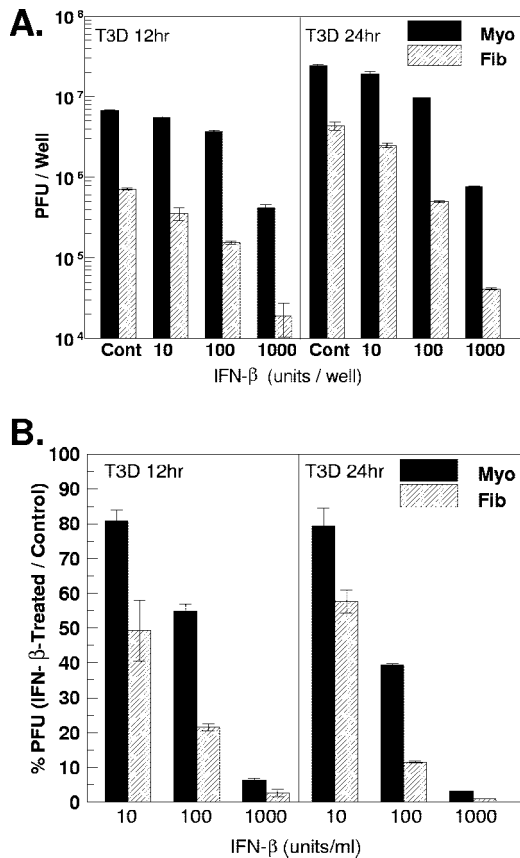 A.
T3D 12hr
T3D 24hr
Myo
Fib
10^8
10^7
10^6
10^5
10^4
PFU / Well
Cont 10 100 1000 Cont 10 100 1000
IFN-β (units / well)
B.
T3D 12hr
T3D 24hr
Myo
Fib
100
90
80
70
60
50
40
30
20
10
0
% PFU (IFN- β-Treated / Control)
10 100 1000 10 100 1000
IFN-β (units/ml)